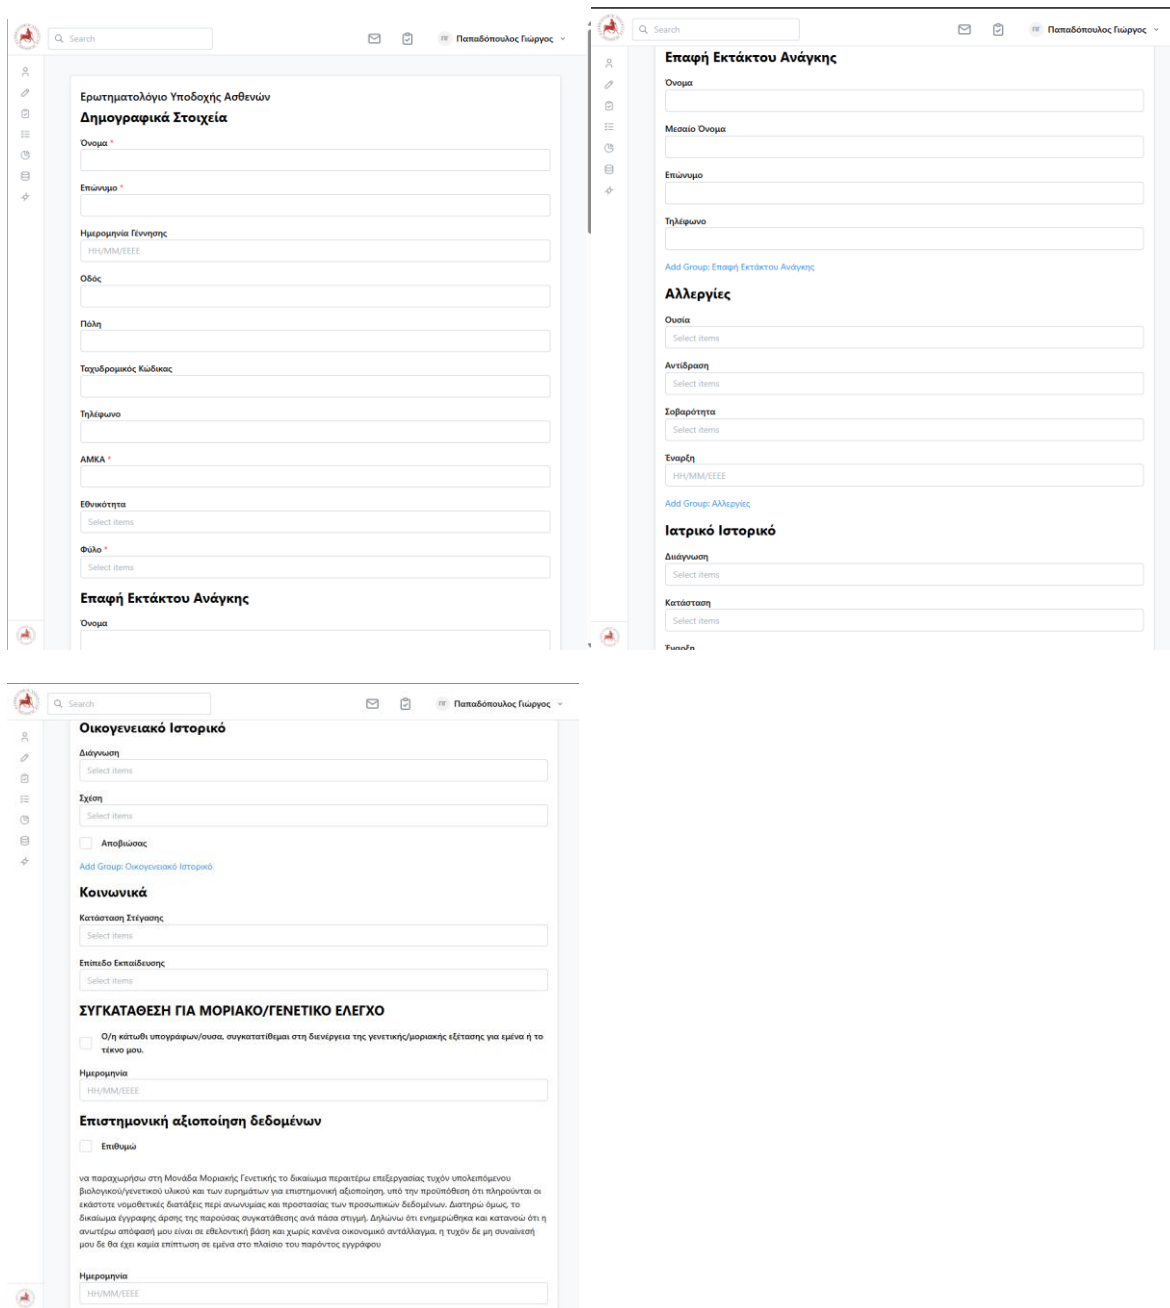 Search
ΠΓ Παπαδόπουλος Γιώργος
Ερωτηματολόγιο Υποδοχής Ασθενών
Δημογραφικά Στοιχεία
Όνομα *
Επώνυμο *
Ημερομηνία Γέννησης
ΗΗ/ΜΜ/ΕΕΕΕ
Οδός
Πόλη
Ταχυδρομικός Κώδικας
Τηλέφωνο
ΑΜΚΑ *
Εθνικότητα
Select items
Φύλο *
Select items
Επαφή Εκτάκτου Ανάγκης
Όνομα
Search
ΠΓ Παπαδόπουλος Γιώργος
Επαφή Εκτάκτου Ανάγκης
Όνομα
Μεσαίο Όνομα
Επώνυμο
Τηλέφωνο
Add Group: Επαφή Εκτάκτου Ανάγκης
Αλλεργίες
Ουσία
Select items
Αντίδραση
Select items
Σοβαρότητα
Select items
Έναρξη
ΗΗ/ΜΜ/ΕΕΕΕ
Add Group: Αλλεργίες
Ιατρικό Ιστορικό
Διιάγνωση
Select items
Κατάσταση
Select items
Έναρξη
Search
ΠΓ Παπαδόπουλος Γιώργος
Οικογενειακό Ιστορικό
Διάγνωση
Select items
Σχέση
Select items
Αποβιώσας
Add Group: Οικογενειακό Ιστορικό
Κοινωνικά
Κατάσταση Στέγασης
Select items
Επίπεδο Εκπαίδευσης
Select items
ΣΥΓΚΑΤΑΘΕΣΗ ΓΙΑ ΜΟΡΙΑΚΟ/ΓΕΝΕΤΙΚΟ ΕΛΕΓΧΟ
Ο/η κάτωθι υπογράφων/ουσα, συγκατατίθεμαι στη διενέργεια της γενετικής/μοριακής εξέτασης για εμένα ή το
τέκνο μου.
Ημερομηνία
ΗΗ/ΜΜ/ΕΕΕΕ
Επιστημονική αξιοποίηση δεδομένων
Επιθυμώ
να παραχωρήσω στη Μονάδα Μοριακής Γενετικής το δικαίωμα περαιτέρω επεξεργασίας τυχόν υπολειπόμενου
βιολογικού/γενετικού υλικού και των ευρημάτων για επιστημονική αξιοποίηση, υπό την προϋπόθεση ότι πληρούνται οι
εκάστοτε νομοθετικές διατάξεις περί ανωνυμίας και προστασίας των προσωπικών δεδομένων. Διατηρώ όμως, το
δικαίωμα έγγραφης άρσης της παρούσας συγκατάθεσης ανά πάσα στιγμή. Δηλώνω ότι ενημερώθηκα και κατανοώ ότι η
ανωτέρω απόφασή μου είναι σε εθελοντική βάση και χωρίς κανένα οικονομικό αντάλλαγμα, η τυχόν δε μη συναίνεσή
μου δε θα έχει καμία επίπτωση σε εμένα στο πλαίσιο του παρόντος εγγράφου
Ημερομηνία
ΗΗ/ΜΜ/ΕΕΕΕ